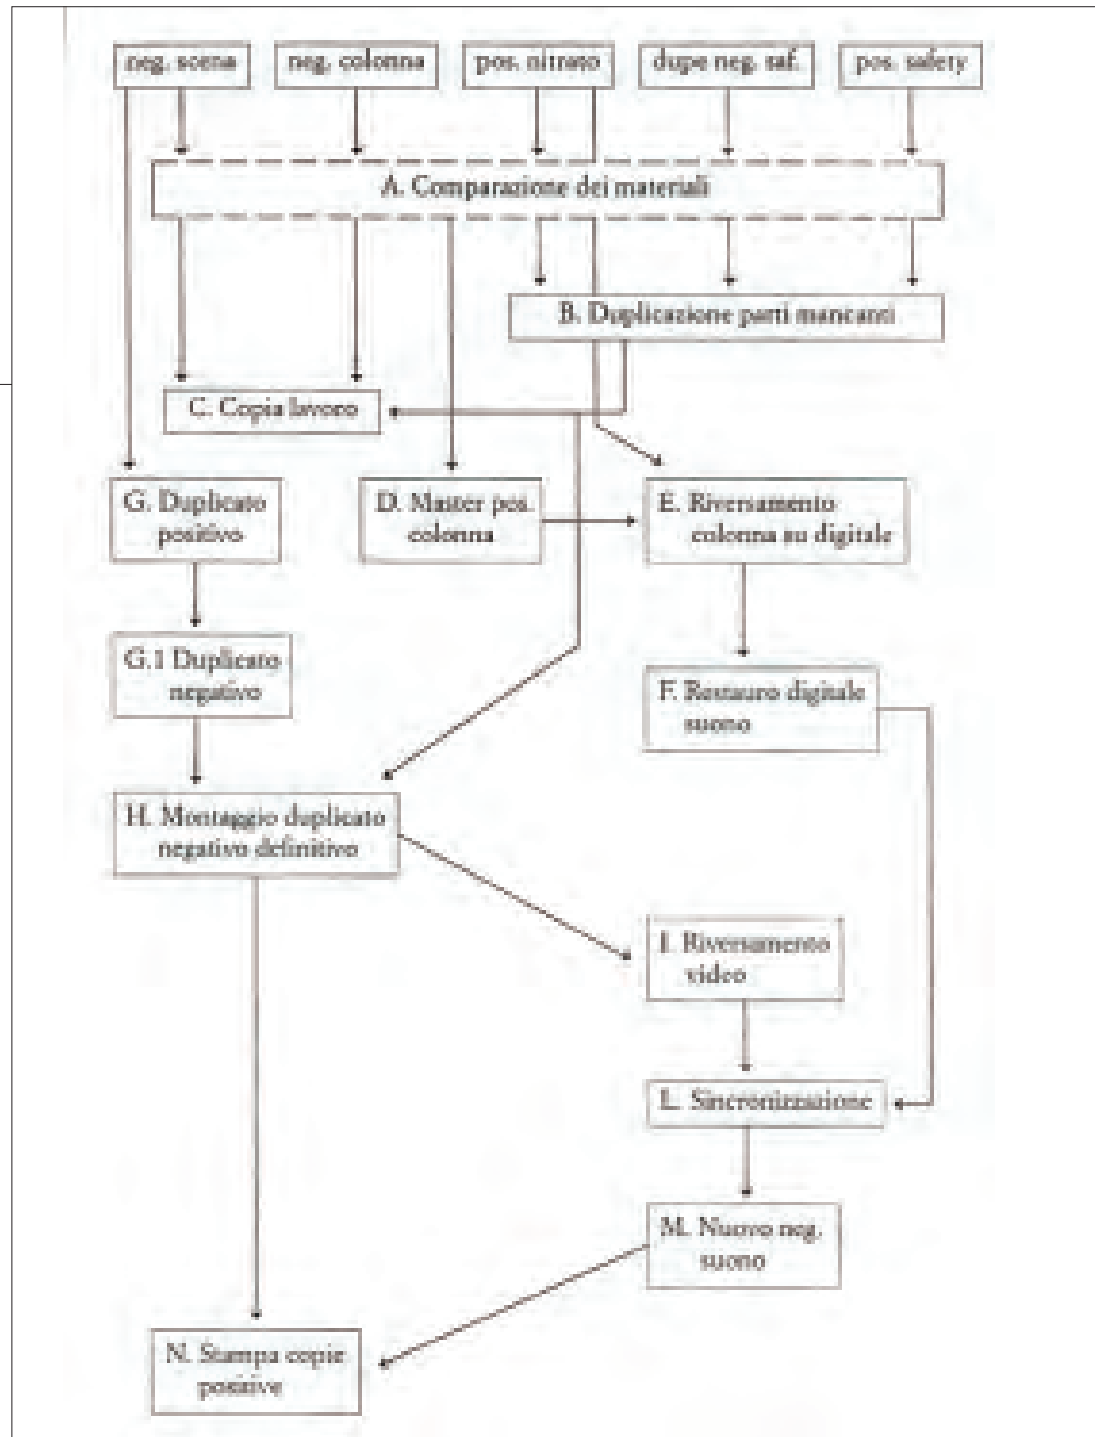 neg. scena
neg. colonna
pos. nitrato
dupe neg. saf.
pos. safety
A. Comparazione dei materiali
B. Duplicazione parti mancanti
C. Copia lavoro
G. Duplicato
positivo
D. Master pos.
colonna
E. Riversamento
colonna su digitale
G.1 Duplicato
negativo
F. Restauro digitale
suono
H. Montaggio duplicato
negativo definitivo
I. Riversamento
video
L. Sincronizzazione
M. Nuovo neg.
suono
N. Stampa copie
positive